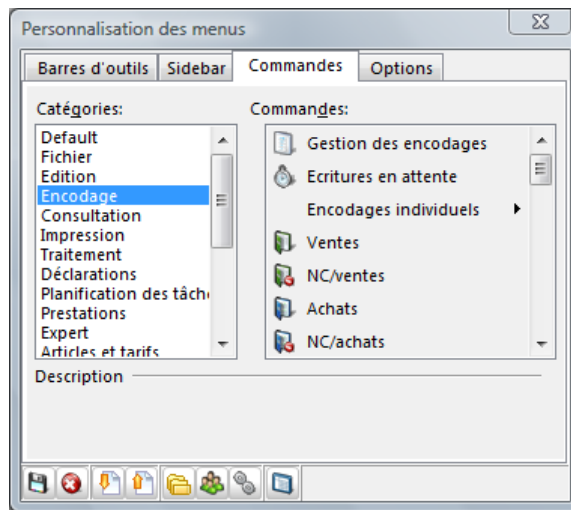 Personnalisation des menus
Barres d'outils Sidebar Commandes Options
Catégories:
Default
Fichier
Edition
Encodage
Consultation
Impression
Traitement
Déclarations
Planification des tâch
Prestations
Expert
Articles et tarifs
Commandes:
Gestion des encodages
Ecritures en attente
Encodages individuels
Ventes
NC/ventes
Achats
NC/achats
Description